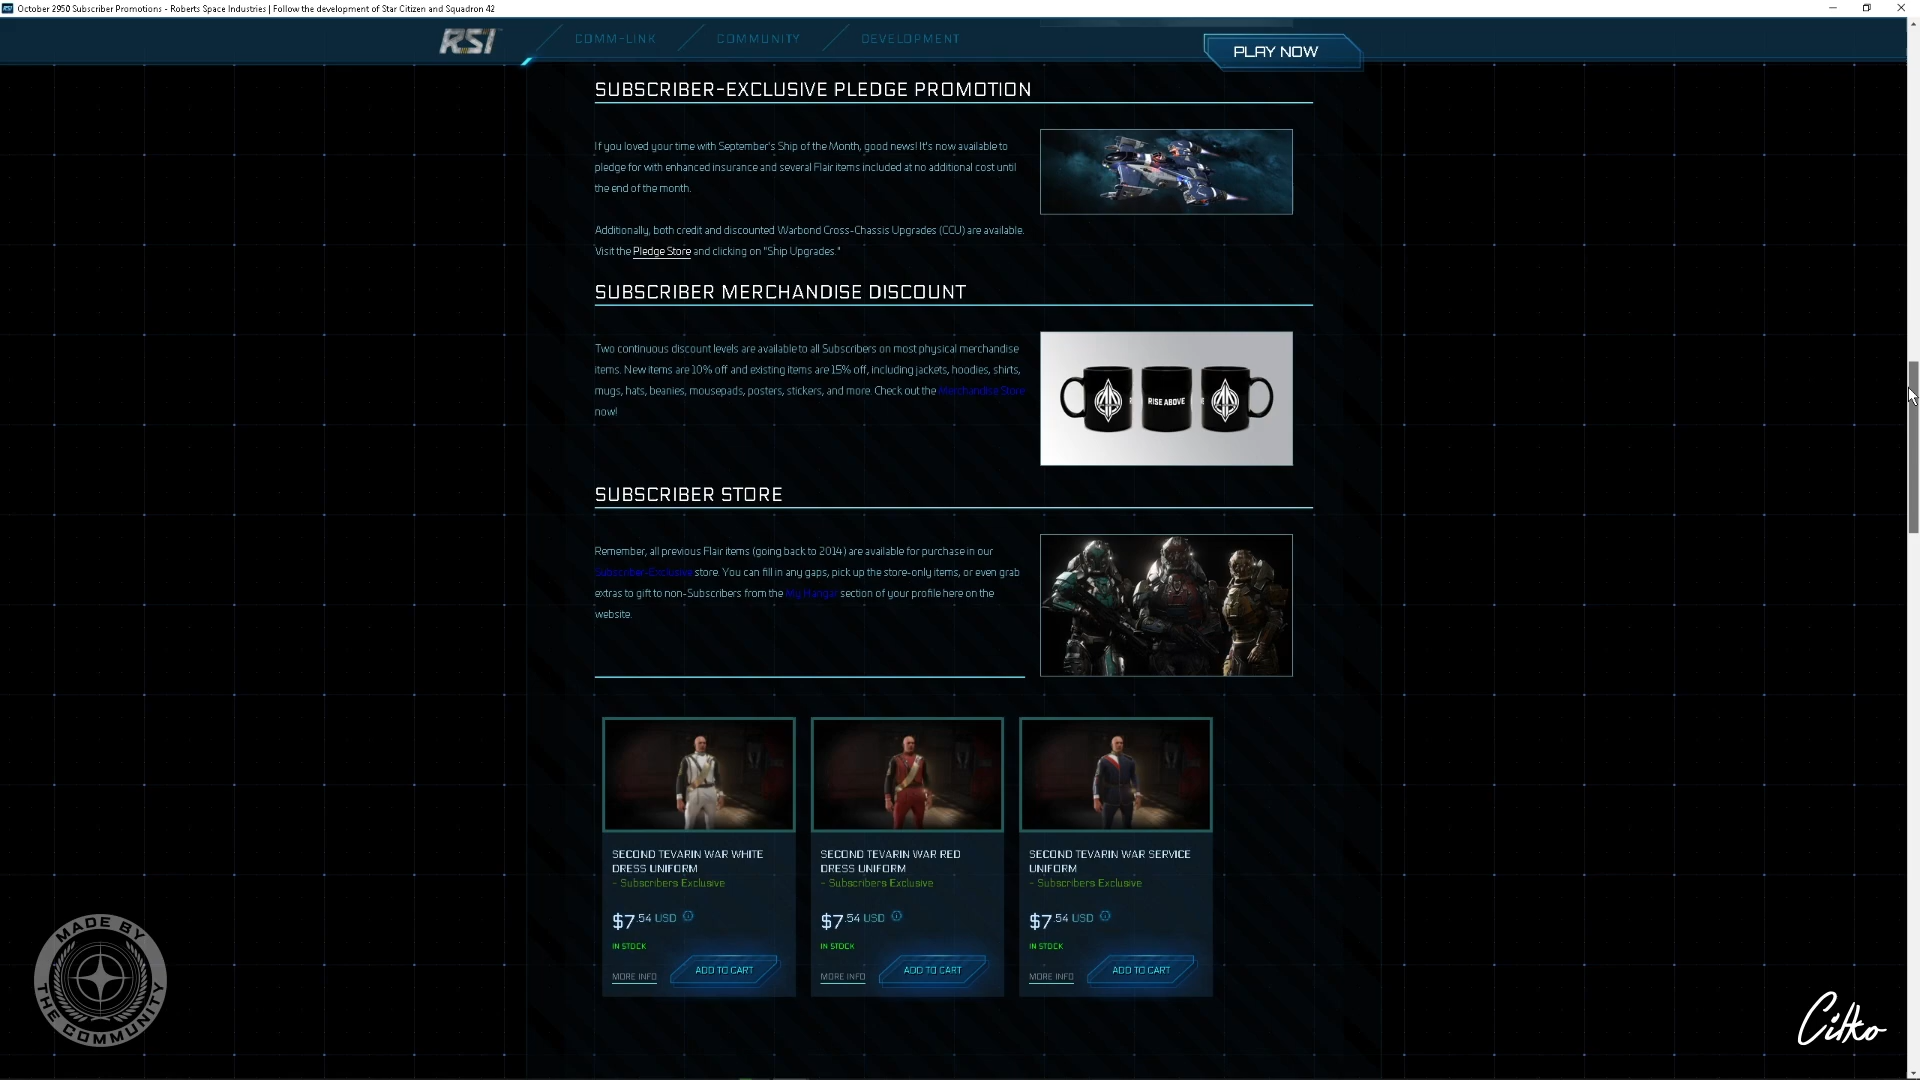 October 2950 Subscriber Promotions - Roberts Space Industries | Follow the development of Star Citizen and Squadron 42
RSI
COMM-LINK
COMMUNITY
DEVELOPMENT
PLAY NOW
SUBSCRIBER-EXCLUSIVE PLEDGE PROMOTION
If you loved your time with September's Ship of the Month, good news! It's now available to
pledge for with enhanced insurance and several Flair items included at no additional cost until
the end of the month.
Additionally, both credit and discounted Warbond Cross-Chassis Upgrades (CCU) are available.
Visit the Pledge Store and clicking on "Ship Upgrades."
SUBSCRIBER MERCHANDISE DISCOUNT
Two continuous discount levels are available to all Subscribers on most physical merchandise
items. New items are 10% off and existing items are 15% off, including jackets, hoodies, shirts,
mugs, hats, beanies, mousepads, posters, stickers, and more. Check out the Merchandise Store
now!
RISE ABOVE
SUBSCRIBER STORE
Remember, all previous Flair items (going back to 2014) are available for purchase in our
Subscriber-Exclusive store. You can fill in any gaps, pick up the store-only items, or even grab
extras to gift to non-Subscribers from the My Hangar section of your profile here on the
website.
SECOND TEVARIN WAR WHITE
DRESS UNIFORM
- Subscribers Exclusive
$7.54 USD
IN STOCK
MORE INFO
ADD TO CART
SECOND TEVARIN WAR RED
DRESS UNIFORM
- Subscribers Exclusive
$7.54 USD
IN STOCK
MORE INFO
ADD TO CART
SECOND TEVARIN WAR SERVICE
UNIFORM
- Subscribers Exclusive
$7.54 USD
IN STOCK
MORE INFO
ADD TO CART
MADE BY
THE COMMUNITY